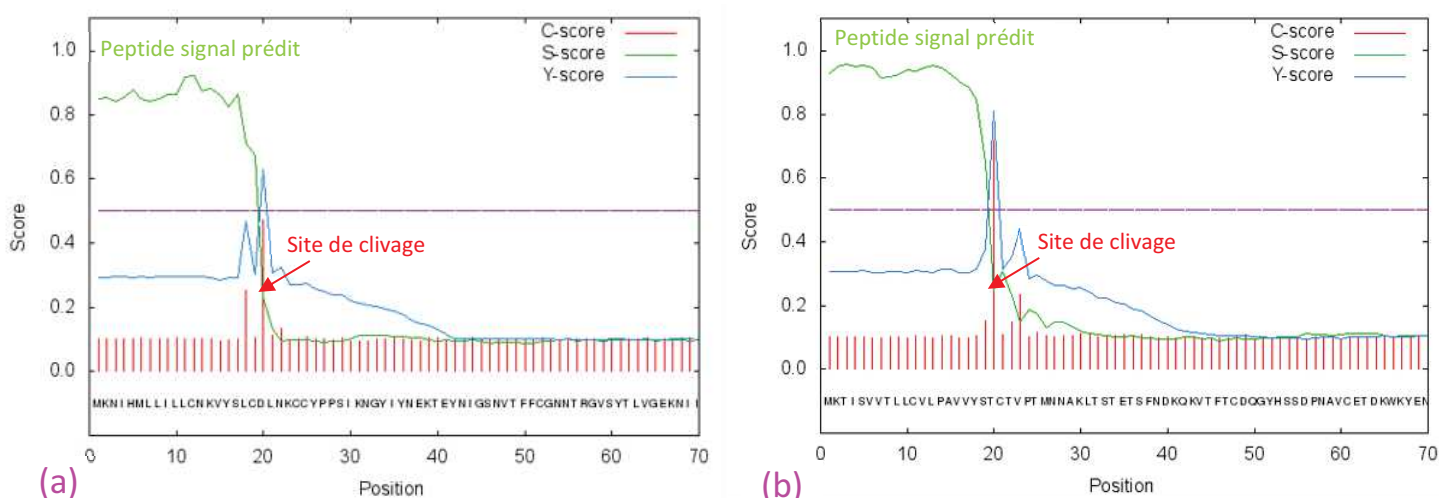 Peptide signal prédit
C-score
S-score
Y-score
1.0
0.8
0.6
0.4
0.2
0.0
Score
Site de clivage
MKNIHMLLILLCNKVYSLCDLNKCCYPPSIKNGYIYNEKTEYNIGSNVTFFCGNNTRGVSYTLVGEKNII
0 10 20 30 40 50 60 70
Position
(a)
Peptide signal prédit
C-score
S-score
Y-score
1.0
0.8
0.6
0.4
0.2
0.0
Score
Site de clivage
MKTISVVTLLCVLPAVVYSTCTVPTMNNAKLTSTETSFNDKQKVTFTCDQGYHSSDPNAVCETDKWKYEN
0 10 20 30 40 50 60 70
Position
(b)